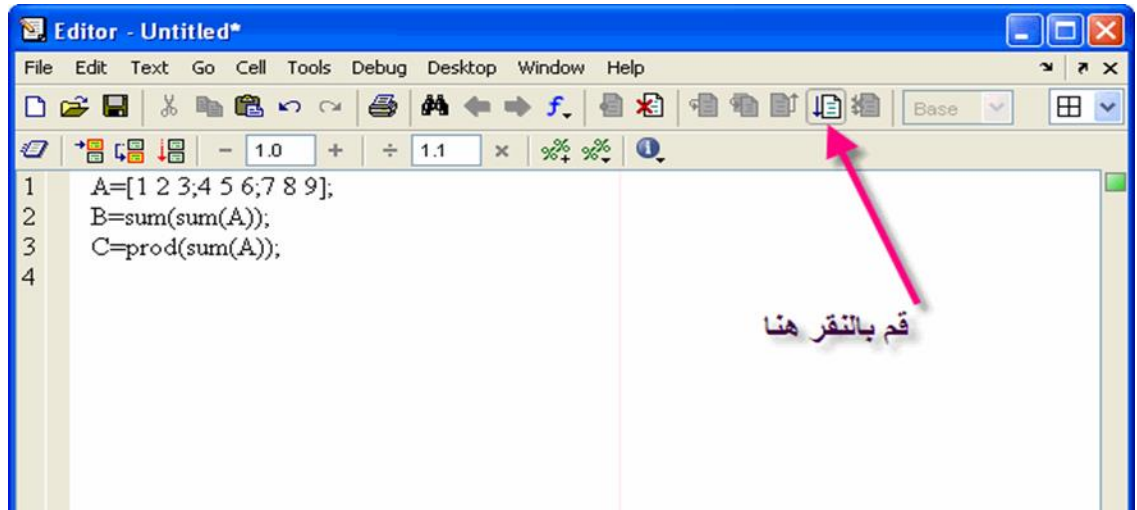 Editor - Untitled*
File Edit Text Go Cell Tools Debug Desktop Window Help
Base
1.0 1.1
1 A=[1 2 3;4 5 6;7 8 9];
2 B=sum(sum(A));
3 C=prod(sum(A));
4
قم بالنقر هنا